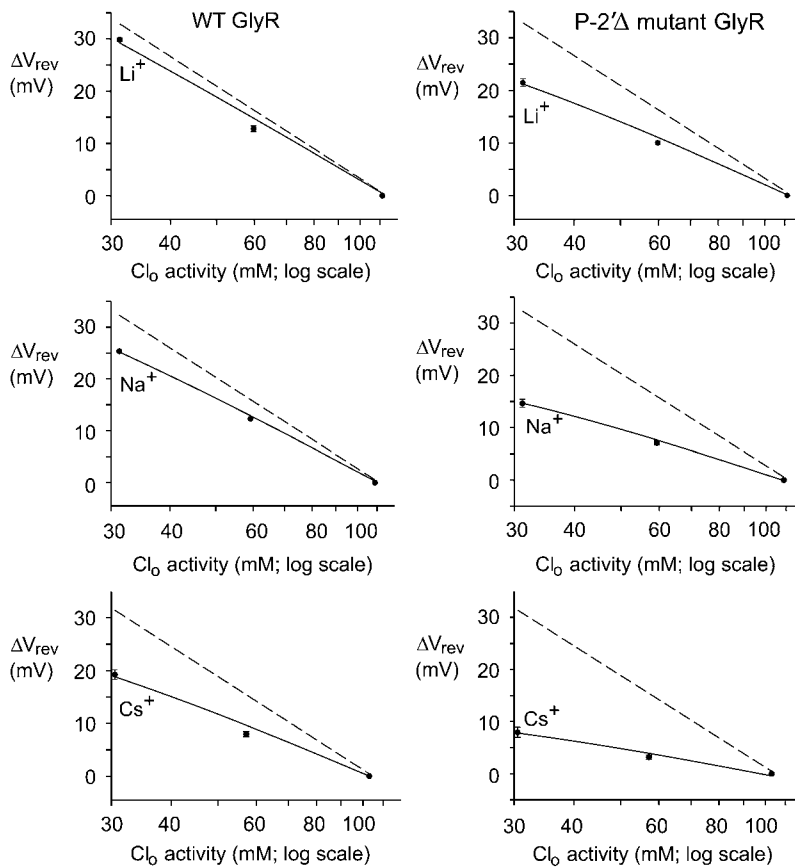 WT GlyR
P-2′Δ mutant GlyR
ΔVrev
(mV)
30
20
10
0
Li+
30 40 60 80 100
Clo activity (mM; log scale)
ΔVrev
(mV)
30
20
10
0
Li+
30 40 60 80 100
Clo activity (mM; log scale)
ΔVrev
(mV)
30
20
10
0
Na+
30 40 60 80 100
Clo activity (mM; log scale)
ΔVrev
(mV)
30
20
10
0
Na+
30 40 60 80 100
Clo activity (mM; log scale)
ΔVrev
(mV)
30
20
10
0
Cs+
30 40 60 80 100
Clo activity (mM; log scale)
ΔVrev
(mV)
30
20
10
0
Cs+
30 40 60 80 100
Clo activity (mM; log scale)